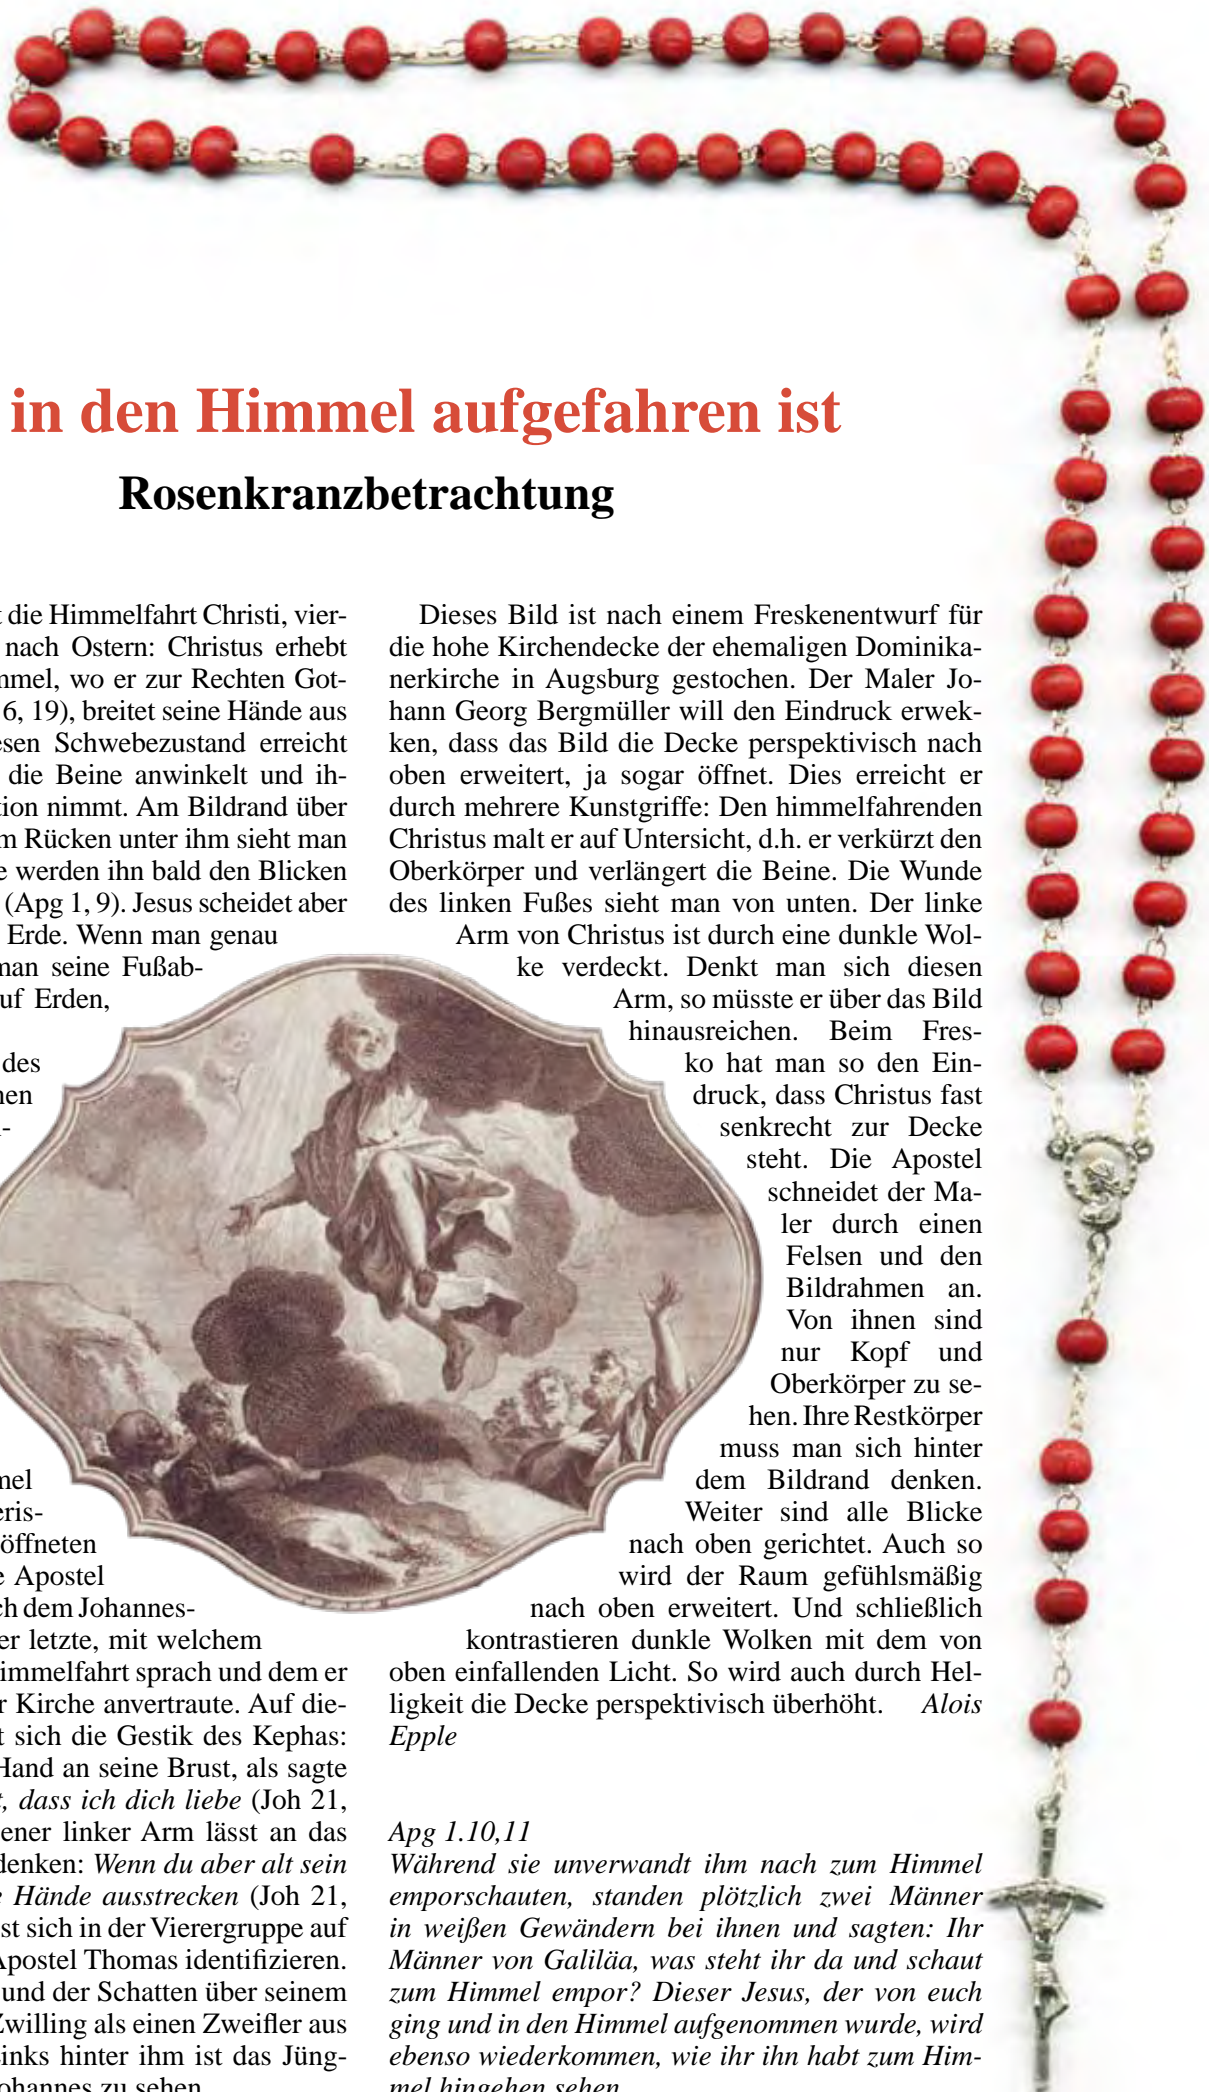 in den Himmel aufgefahren ist
Rosenkranzbetrachtung
die Himmelfahrt Christi, vier-
nach Ostern: Christus erhebt
wo er zur Rechten Got-
6, 19), breitet seine Hände aus
Schwebezustand erreicht
die Beine anwinkelt und ih-
nimmt. Am Bildrand über
Rücken unter ihm sieht man
werden ihn bald den Blicken
(Apg 1, 9). Jesus scheidet aber
Erde. Wenn man genau
man seine Fußab-
Erden,
des
öffneten
Apostel
dem Johannes-
letzte, mit welchem
sprach und dem er
Kirche anvertraute. Auf die-
sich die Gestik des Kephas:
Hand an seine Brust, als sagte
dass ich dich liebe (Joh 21,
linker Arm lässt an das
denken: Wenn du aber alt sein
Hände ausstrecken (Joh 21,
sich in der Vierergruppe auf
Apostel Thomas identifizieren.
und der Schatten über seinem
Zwilling als einen Zweifler aus
hinter ihm ist das Jüng-
zu sehen.
Dieses Bild ist nach einem Freskenentwurf für
die hohe Kirchendecke der ehemaligen Dominika-
nerkirche in Augsburg gestochen. Der Maler Jo-
hann Georg Bergmüller will den Eindruck erwek-
ken, dass das Bild die Decke perspektivisch nach
oben erweitert, ja sogar öffnet. Dies erreicht er
durch mehrere Kunstgriffe: Den himmelfahrenden
Christus malt er auf Untersicht, d.h. er verkürzt den
Oberkörper und verlängert die Beine. Die Wunde
des linken Fußes sieht man von unten. Der linke
Arm von Christus ist durch eine dunkle Wol-
ke verdeckt. Denkt man sich diesen
Arm, so müsste er über das Bild
hinausreichen. Beim Fres-
ko hat man so den Ein-
druck, dass Christus fast
senkrecht zur Decke
steht. Die Apostel
schneidet der Ma-
ler durch einen
Felsen und den
Bildrahmen an.
Von ihnen sind
nur Kopf und
Oberkörper zu se-
hen. Ihre Restkörper
muss man sich hinter
dem Bildrand denken.
Weiter sind alle Blicke
nach oben gerichtet. Auch so
wird der Raum gefühlsmäßig
nach oben erweitert. Und schließlich
kontrastieren dunkle Wolken mit dem von
oben einfallenden Licht. So wird auch durch Hel-
ligkeit die Decke perspektivisch überhöht. Alois
Epple
Apg 1.10,11
Während sie unverwandt ihm nach zum Himmel
emporschauten, standen plötzlich zwei Männer
in weißen Gewändern bei ihnen und sagten: Ihr
Männer von Galiläa, was steht ihr da und schaut
zum Himmel empor? Dieser Jesus, der von euch
ging und in den Himmel aufgenommen wurde, wird
ebenso wiederkommen, wie ihr ihn habt zum Him-
mel hingehen sehen